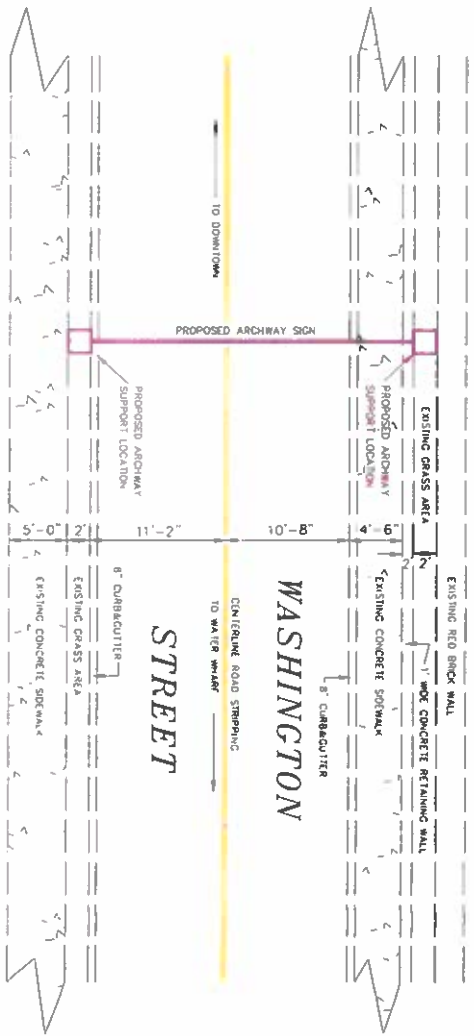 TO DOWNTOWN
PROPOSED ARCHWAY SIGN
PROPOSED ARCHWAY
SUPPORT LOCATION
PROPOSED ARCHWAY
SUPPORT LOCATION
EXISTING GRASS AREA
5'-0"
2'
11'-2"
10'-8"
4'-6"
2'
2'
EXISTING RED BRICK WALL
1' WIDE CONCRETE RETAINING WALL
EXISTING CONCRETE SIDEWALK
8" CURB&GUTTER
WASHINGTON
CENTERLINE ROAD STRIPPING
TO WATER WHARF
STREET
8" CURB&GUTTER
EXISTING GRASS AREA
EXISTING CONCRETE SIDEWALK